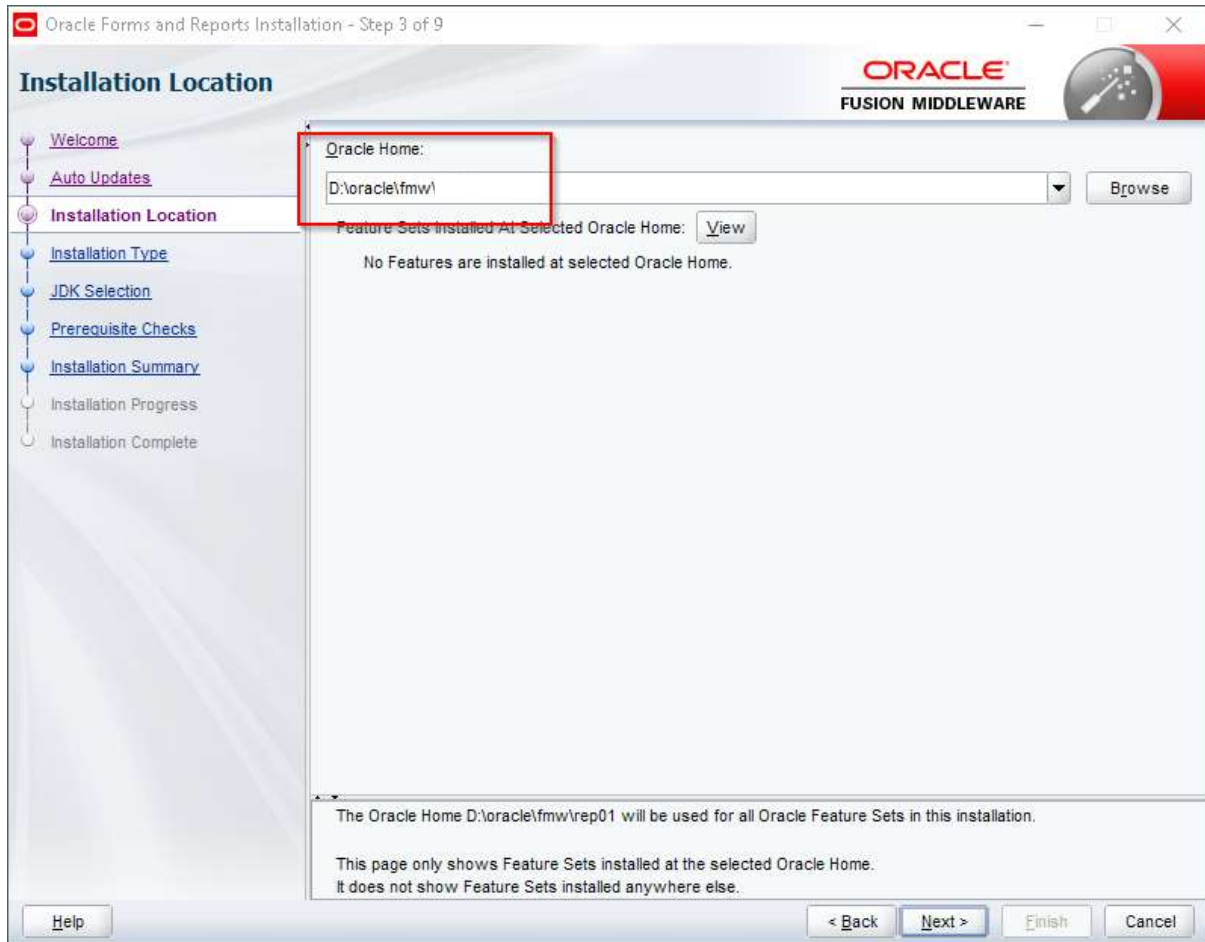 Oracle Forms and Reports Installation - Step 3 of 9
Installation Location
ORACLE
FUSION MIDDLEWARE
Welcome
Auto Updates
Installation Location
Installation Type
JDK Selection
Prerequisite Checks
Installation Summary
Installation Progress
Installation Complete
Oracle Home:
D:\oracle\fmw\
Browse
Feature Sets Installed At Selected Oracle Home: View
No Features are installed at selected Oracle Home.
The Oracle Home D:\oracle\fmw\rep01 will be used for all Oracle Feature Sets in this installation.
This page only shows Feature Sets installed at the selected Oracle Home.
It does not show Feature Sets installed anywhere else.
Help
< Back
Next >
Finish
Cancel